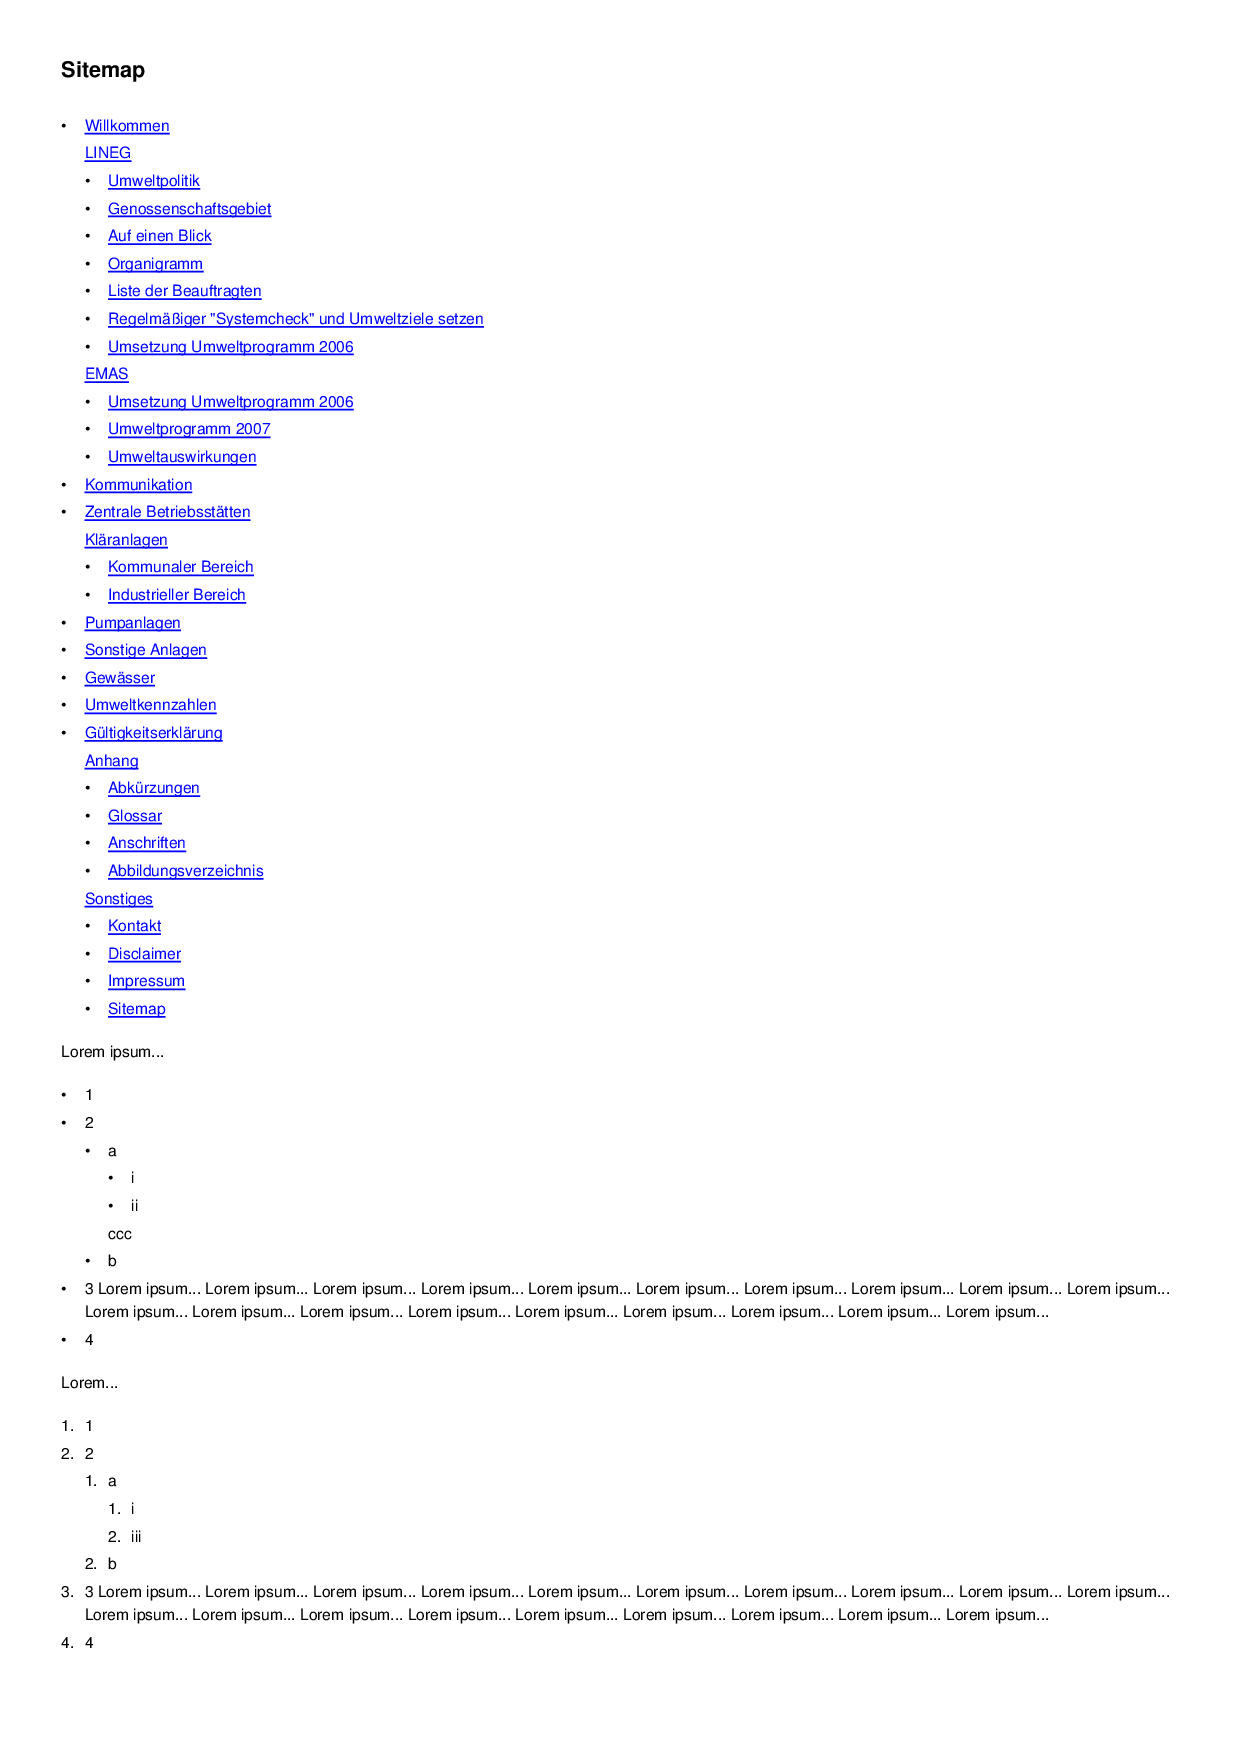 Sitemap
• Willkommen
LINEG
• Umweltpolitik
• Genossenschaftsgebiet
• Auf einen Blick
• Organigramm
• Liste der Beauftragten
• Regelmäßiger "Systemcheck" und Umweltziele setzen
• Umsetzung Umweltprogramm 2006
EMAS
• Umsetzung Umweltprogramm 2006
• Umweltprogramm 2007
• Umweltauswirkungen
• Kommunikation
• Zentrale Betriebsstätten
Kläranlagen
• Kommunaler Bereich
• Industrieller Bereich
• Pumpanlagen
• Sonstige Anlagen
• Gewässer
• Umweltkennzahlen
• Gültigkeitserklärung
Anhang
• Abkürzungen
• Glossar
• Anschriften
• Abbildungsverzeichnis
Sonstiges
• Kontakt
• Disclaimer
• Impressum
• Sitemap
Lorem ipsum...
• 1
• 2
• a
• i
• ii
ccc
• b
• 3 Lorem ipsum... Lorem ipsum... Lorem ipsum... Lorem ipsum... Lorem ipsum... Lorem ipsum... Lorem ipsum... Lorem ipsum... Lorem ipsum... Lorem ipsum...
Lorem ipsum... Lorem ipsum... Lorem ipsum... Lorem ipsum... Lorem ipsum... Lorem ipsum... Lorem ipsum... Lorem ipsum... Lorem ipsum...
• 4
Lorem...
1. 1
2. 2
1. a
1. i
2. iii
2. b
3. 3 Lorem ipsum... Lorem ipsum... Lorem ipsum... Lorem ipsum... Lorem ipsum... Lorem ipsum... Lorem ipsum... Lorem ipsum... Lorem ipsum... Lorem ipsum...
Lorem ipsum... Lorem ipsum... Lorem ipsum... Lorem ipsum... Lorem ipsum... Lorem ipsum... Lorem ipsum... Lorem ipsum... Lorem ipsum...
4. 4